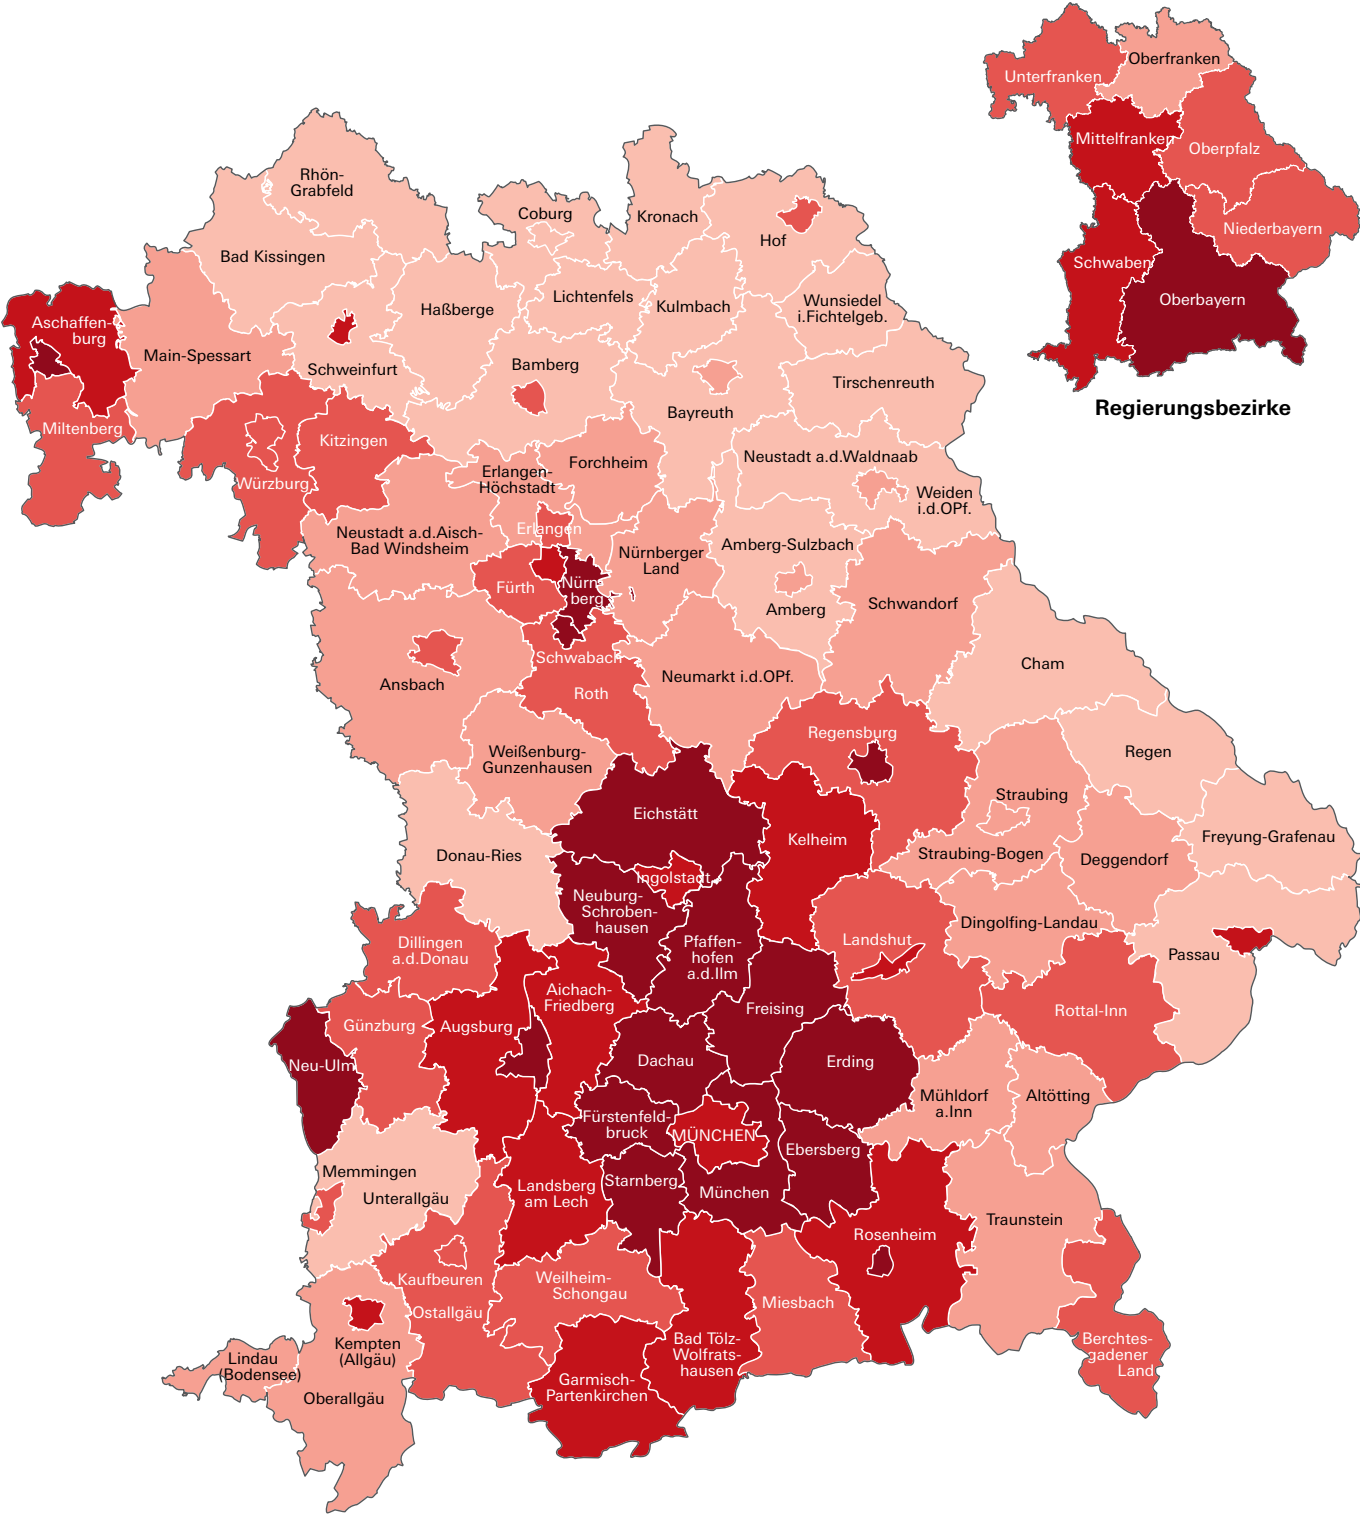 Oberfranken
Unterfranken
Mittelfranken
Oberpfalz
Niederbayern
Schwaben
Oberbayern
Regierungsbezirke
Rhön-
Grabfeld
Coburg
Kronach
Hof
Bad Kissingen
Haßberge
Lichtenfels
Kulmbach
Wunsiedel
i.Fichtelgeb.
Aschaffen-
burg
Main-Spessart
Schweinfurt
Bamberg
Tirschenreuth
Bayreuth
Miltenberg
Kitzingen
Würzburg
Erlangen-
Höchstadt
Forchheim
Neustadt a.d.Waldnaab
Weiden
i.d.OPf.
Neustadt a.d.Aisch-
Bad Windsheim
Erlangen
Nürnberger
Land
Amberg-Sulzbach
Fürth
Nürn-
berg
Amberg
Schwandorf
Ansbach
Schwabach
Roth
Neumarkt i.d.OPf.
Cham
Weißenburg-
Gunzenhausen
Regensburg
Regen
Straubing
Eichstätt
Kelheim
Freyung-Grafenau
Donau-Ries
Straubing-Bogen
Deggendorf
Ingolstadt
Neuburg-
Schroben-
hausen
Dingolfing-Landau
Dillingen
a.d.Donau
Pfaffen-
hofen
a.d.Ilm
Landshut
Passau
Aichach-
Friedberg
Freising
Rottal-Inn
Günzburg
Augsburg
Neu-Ulm
Dachau
Erding
Mühldorf
a.Inn
Altötting
Fürstenfeld-
bruck
MÜNCHEN
Ebersberg
Memmingen
Unterallgäu
Landsberg
am Lech
Starnberg
München
Traunstein
Rosenheim
Kaufbeuren
Ostallgäu
Weilheim-
Schongau
Miesbach
Kempten
(Allgäu)
Lindau
(Bodensee)
Oberallgäu
Bad Tölz-
Wolfrats-
hausen
Garmisch-
Partenkirchen
Berchtes-
gadener
Land